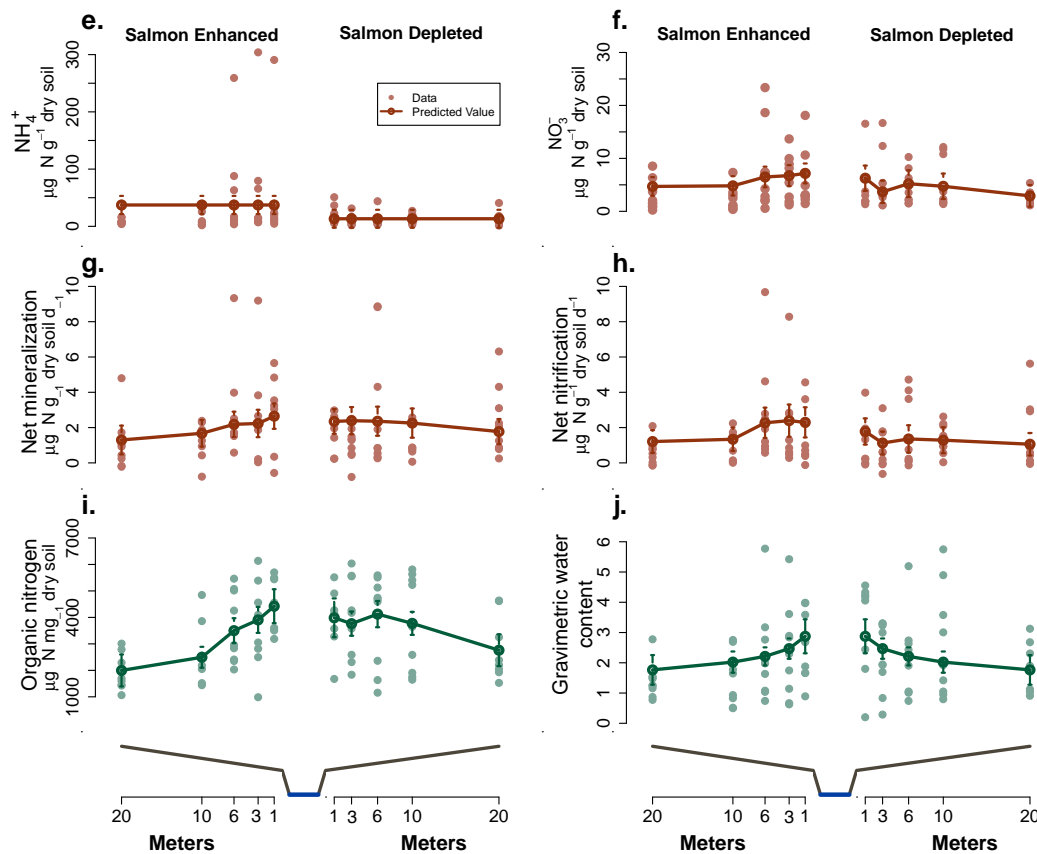 e.
Salmon Enhanced
Salmon Depleted
NH₄⁺
µg N g⁻¹ dry soil
300
200
100
0
Data
Predicted Value
f.
Salmon Enhanced
Salmon Depleted
NO₃⁻
µg N g⁻¹ dry soil
30
20
10
5
0
g.
Net mineralization
µg N g⁻¹ dry soil d⁻¹
10
8
6
4
2
0
h.
Net nitrification
µg N g⁻¹ dry soil d⁻¹
10
8
6
4
2
0
i.
Organic nitrogen
µg N mg⁻¹ dry soil
7000
4000
1000
j.
Gravimetric water
content
6
5
4
3
2
1
0
20 10 6 3 1 1 3 6 10 20
Meters Meters
20 10 6 3 1 1 3 6 10 20
Meters Meters